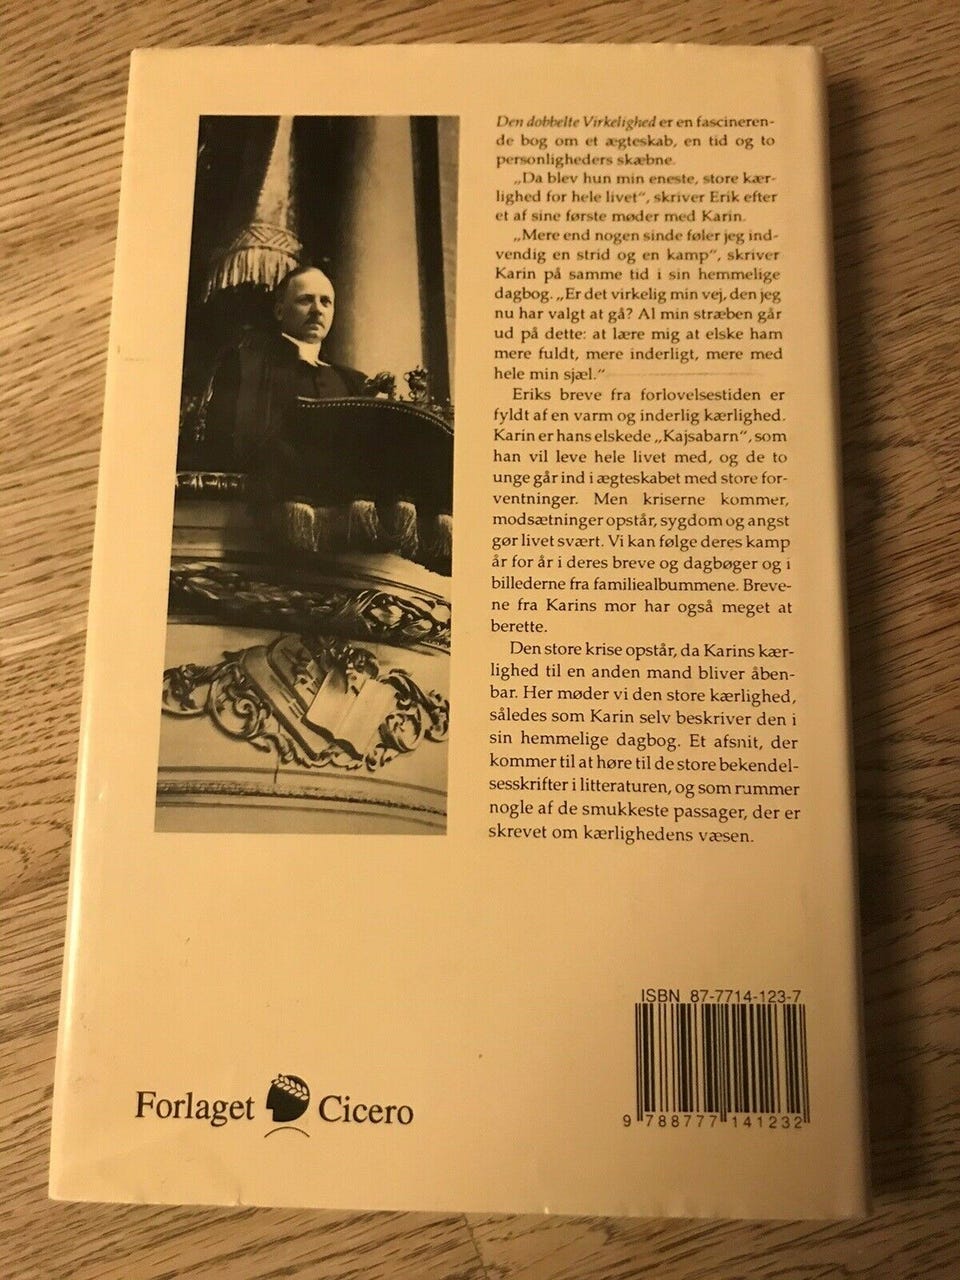 Den dobbelte Virkelighed er en fascineren-
de bog om et ægteskab, en tid og to
personligheders skæbne.
„Da blev hun min eneste, store kær-
lighed for hele livet“, skriver Erik efter
et af sine første møder med Karin.
„Mere end nogen sinde føler jeg ind-
vendig en strid og en kamp“, skriver
Karin på samme tid i sin hemmelige
dagbog. „Er det virkelig min vej, den jeg
nu har valgt at gå? Al min stræben går
ud på dette: at lære mig at elske ham
mere fuldt, mere inderligt, mere med
hele min sjæl.“
Eriks breve fra forlovelsestiden er
fyldt af en varm og inderlig kærlighed.
Karin er hans elskede „Kajsabarn“, som
han vil leve hele livet med, og de to
unge går ind i ægteskabet med store for-
ventninger. Men kriserne kommer,
modsætninger opstår, sygdom og angst
gør livet svært. Vi kan følge deres kamp
år for år i deres breve og dagbøger og i
billederne fra familiealbummene. Breve-
ne fra Karins mor har også meget at
berette.
Den store krise opstår, da Karins kær-
lighed til en anden mand bliver åben-
bar. Her møder vi den store kærlighed,
således som Karin selv beskriver den i
sin hemmelige dagbog. Et afsnit, der
kommer til at høre til de store bekendel-
sesskrifter i litteraturen, og som rummer
nogle af de smukkeste passager, der er
skrevet om kærlighedens væsen.
ISBN 87-7714-123-7
9 788777 141232
Forlaget Cicero